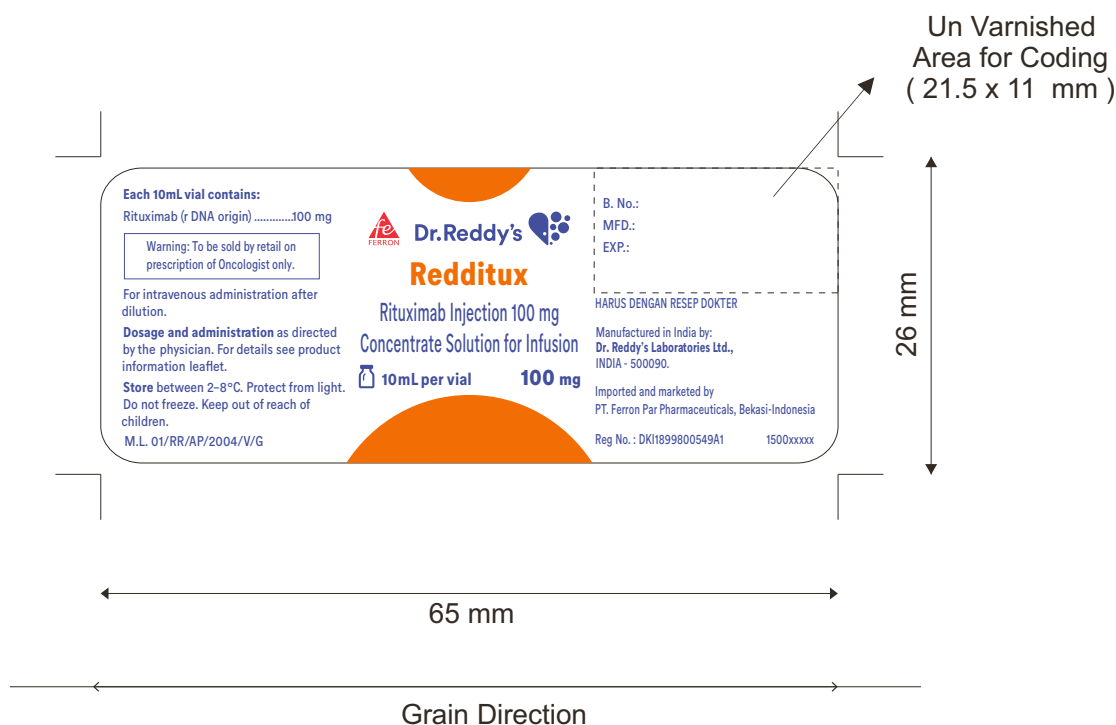 Un Varnished
Area for Coding
( 21.5 x 11 mm )
Each 10mL vial contains:
Rituximab (r DNA origin) .............100 mg
Warning: To be sold by retail on
prescription of Oncologist only.
For intravenous administration after
dilution.
Dosage and administration as directed
by the physician. For details see product
information leaflet.
Store between 2–8°C. Protect from light.
Do not freeze. Keep out of reach of
children.
M.L. 01/RR/AP/2004/V/G
fe
FERRON
Dr.Reddy's
Redditux
Rituximab Injection 100 mg
Concentrate Solution for Infusion
10mL per vial 100 mg
B. No.:
MFD.:
EXP.:
HARUS DENGAN RESEP DOKTER
Manufactured in India by:
Dr. Reddy's Laboratories Ltd.,
INDIA - 500090.
Imported and marketed by
PT. Ferron Par Pharmaceuticals, Bekasi-Indonesia
Reg No. : DKI1899800549A1 1500xxxxx
26 mm
65 mm
Grain Direction